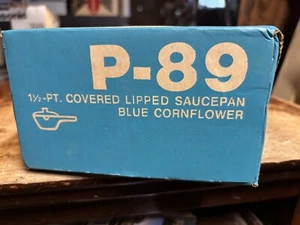 P-89
1½-PT. COVERED LIPPED SAUCEPAN
BLUE CORNFLOWER